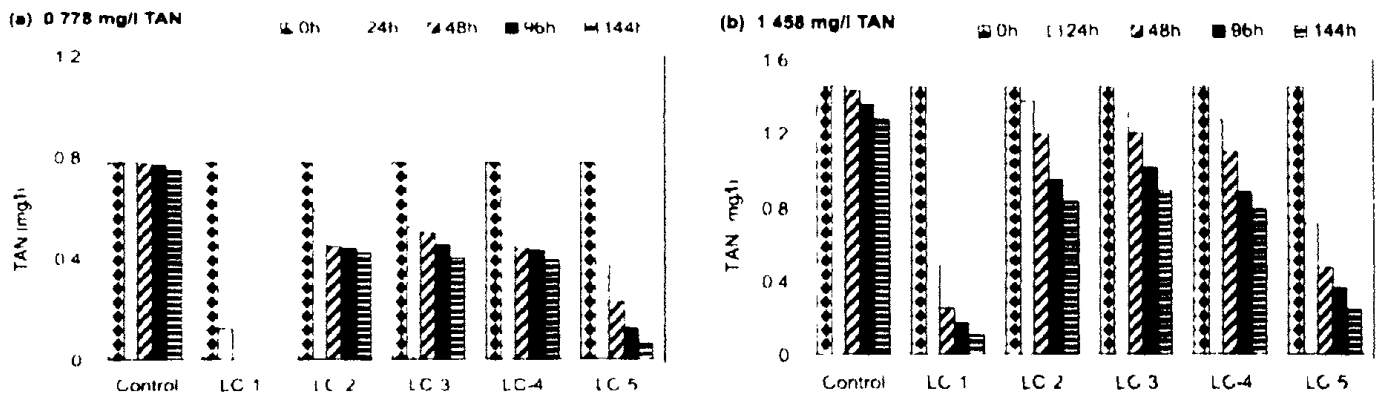 (a) 0 778 mg/l TAN
0h 24h 48h 96h 144h
1 2
0 8
0 4
0
TAN (mg/l)
Control LC 1 LC 2 LC 3 LC-4 LC 5
(b) 1 458 mg/l TAN
0h 24h 48h 96h 144h
1 6
1 2
0 8
0 4
0
TAN mg/l)
Control LC 1 LC 2 LC 3 LC-4 LC 5